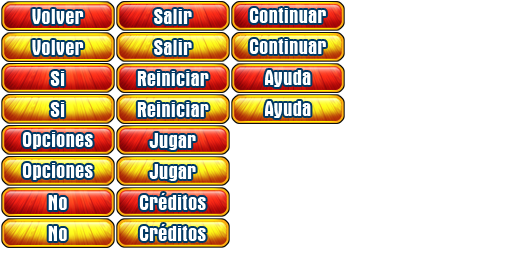 Volver Salir Continuar
Volver Salir Continuar
Si Reiniciar Ayuda
Si Reiniciar Ayuda
Opciones Jugar
Opciones Jugar
No Créditos
No Créditos